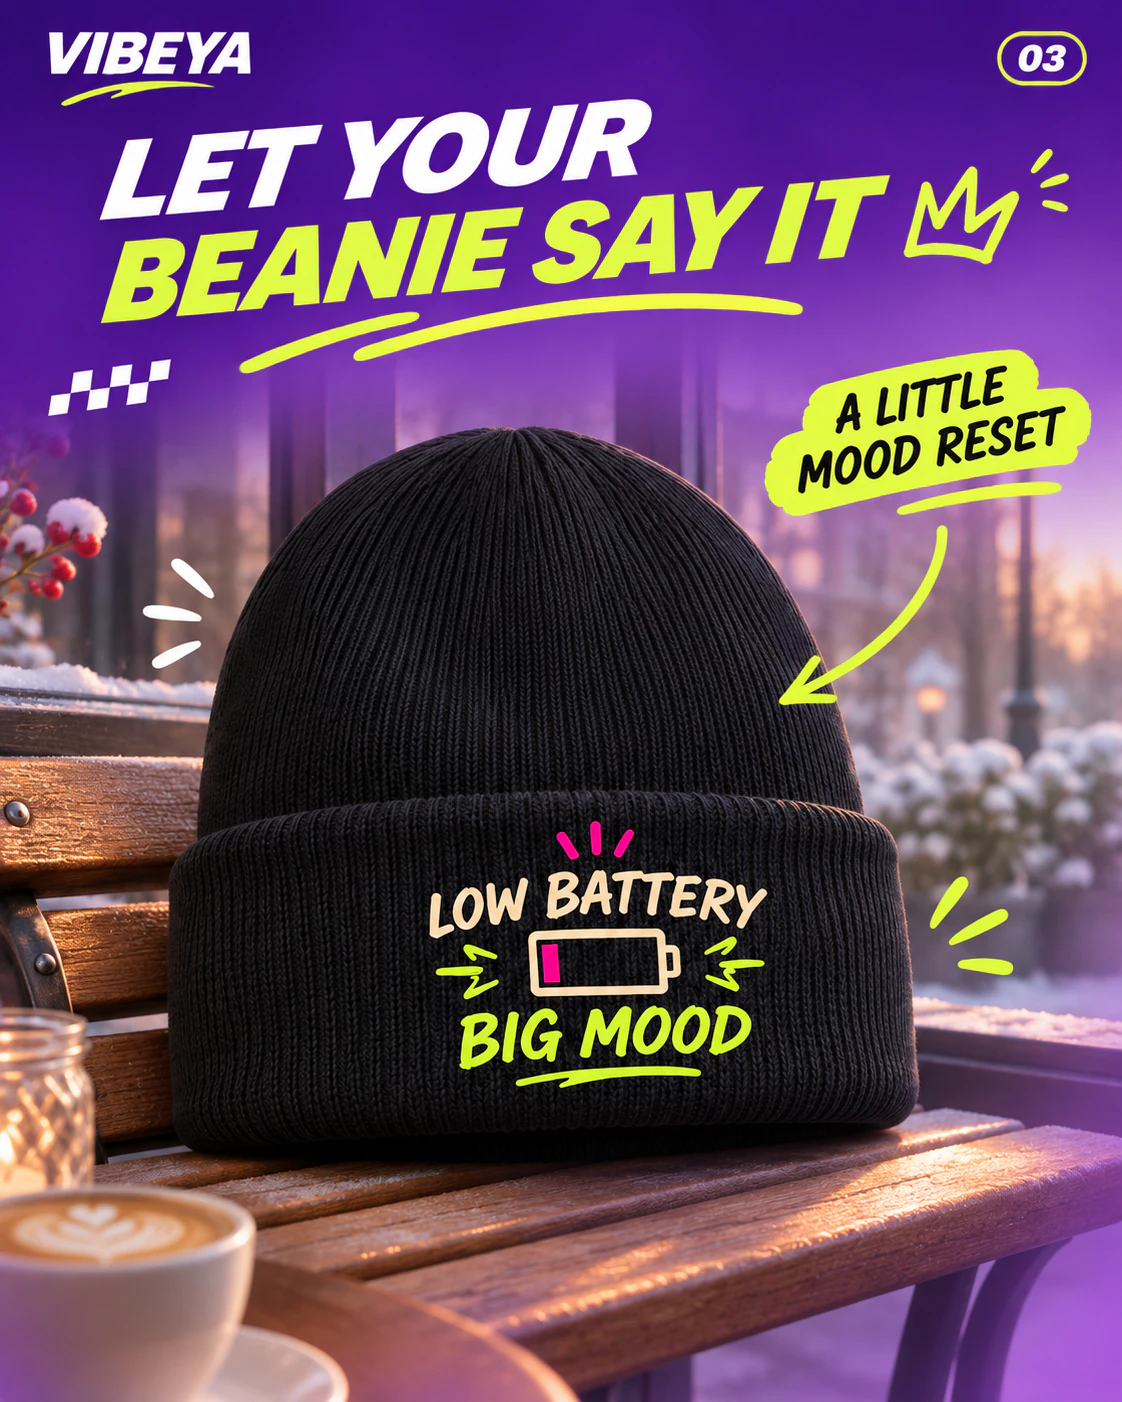 VIBEYA
03
LET YOUR
BEANIE SAY IT
A LITTLE
MOOD RESET
LOW BATTERY
BIG MOOD